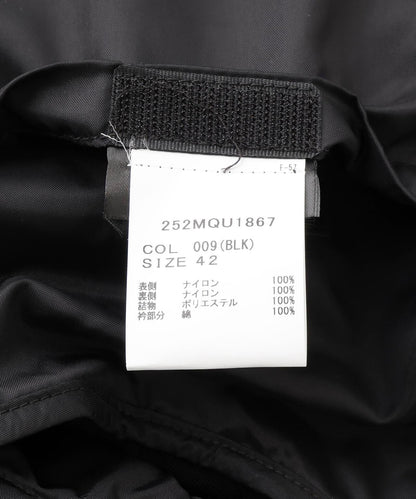 F-57
252MQU1867
COL 009(BLK)
SIZE 42
表側 ナイロン 100%
裏側 ナイロン 100%
詰物 ポリエステル 100%
衿部分 綿 100%